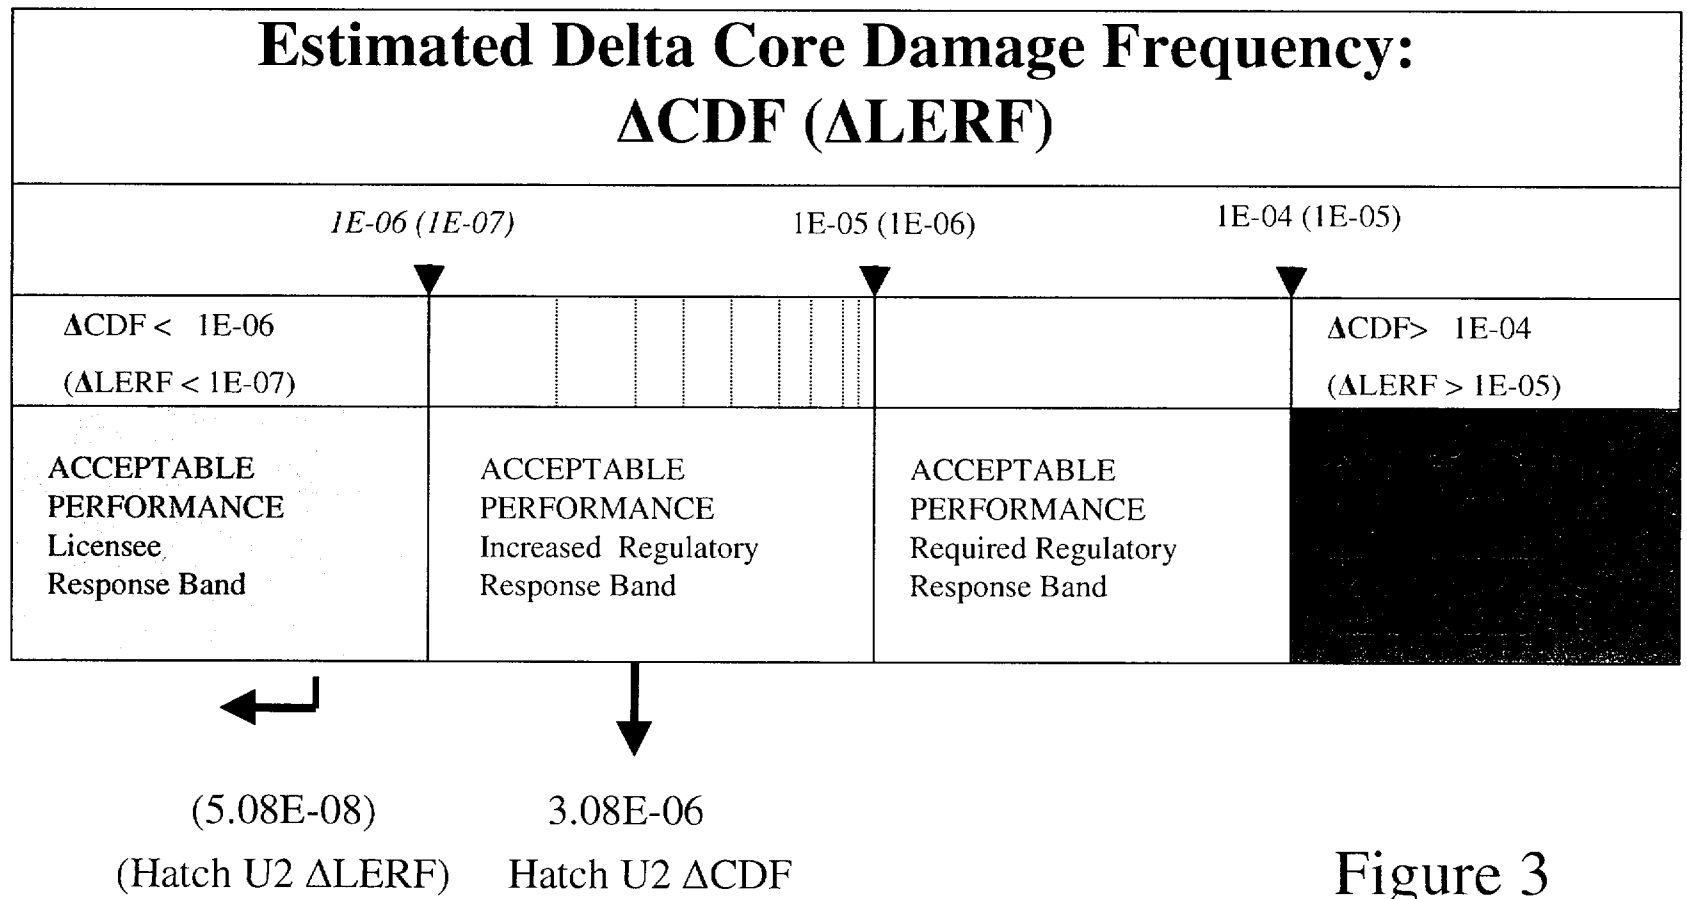 Estimated Delta Core Damage Frequency:
ΔCDF (ΔLERF)
1E-06 (1E-07)
1E-05 (1E-06)
1E-04 (1E-05)
ΔCDF < 1E-06
(ΔLERF < 1E-07)
ΔCDF> 1E-04
(ΔLERF > 1E-05)
ACCEPTABLE
PERFORMANCE
Licensee
Response Band
ACCEPTABLE
PERFORMANCE
Increased Regulatory
Response Band
ACCEPTABLE
PERFORMANCE
Required Regulatory
Response Band
(5.08E-08)
(Hatch U2 ΔLERF)
3.08E-06
Hatch U2 ΔCDF
Figure 3